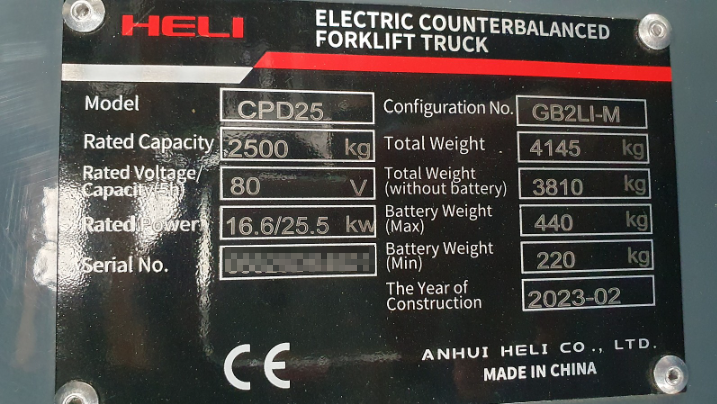 HELI
ELECTRIC COUNTERBALANCED
FORKLIFT TRUCK
Model CPD25
Configuration No. GB2LI-M
Rated Capacity 2500 kg
Total Weight 4145 kg
Rated Voltage/
Capacity(5h) 80 V
Total Weight
(without battery) 3810 kg
Rated Power 16.6/25.5 kw
Battery Weight
(Max) 440 kg
Serial No.
Battery Weight
(Min) 220 kg
The Year of
Construction 2023-02
CE
ANHUI HELI CO., LTD.
MADE IN CHINA